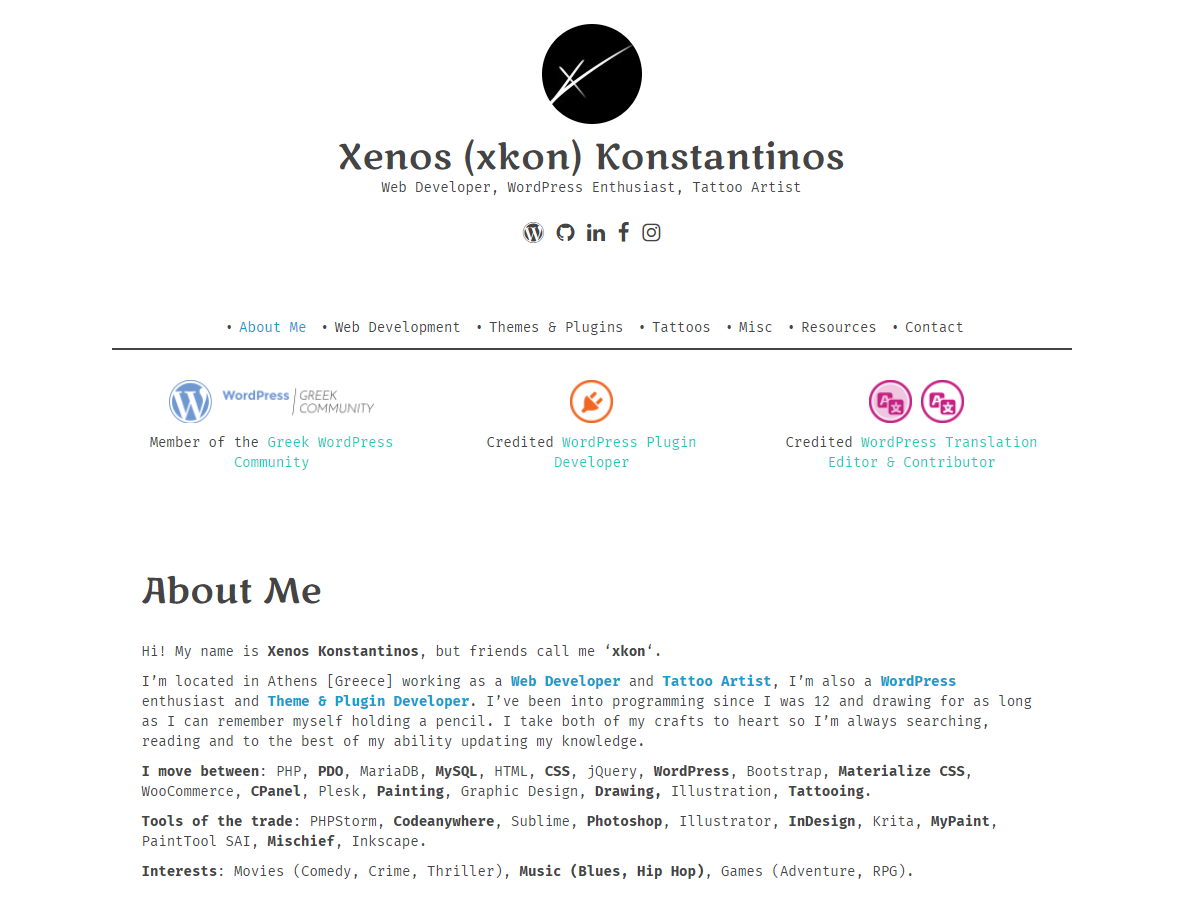 Xenos (xkon) Konstantinos
Web Developer, WordPress Enthusiast, Tattoo Artist
• About Me • Web Development • Themes & Plugins • Tattoos • Misc • Resources • Contact
WordPress GREEK COMMUNITY
Member of the Greek WordPress Community
Credited WordPress Plugin Developer
Credited WordPress Translation Editor & Contributor
About Me
Hi! My name is Xenos Konstantinos, but friends call me ‘xkon‘.
I’m located in Athens [Greece] working as a Web Developer and Tattoo Artist, I’m also a WordPress
enthusiast and Theme & Plugin Developer. I’ve been into programming since I was 12 and drawing for as long
as I can remember myself holding a pencil. I take both of my crafts to heart so I’m always searching,
reading and to the best of my ability updating my knowledge.
I move between: PHP, PDO, MariaDB, MySQL, HTML, CSS, jQuery, WordPress, Bootstrap, Materialize CSS,
WooCommerce, CPanel, Plesk, Painting, Graphic Design, Drawing, Illustration, Tattooing.
Tools of the trade: PHPStorm, Codeanywhere, Sublime, Photoshop, Illustrator, InDesign, Krita, MyPaint,
PaintTool SAI, Mischief, Inkscape.
Interests: Movies (Comedy, Crime, Thriller), Music (Blues, Hip Hop), Games (Adventure, RPG).